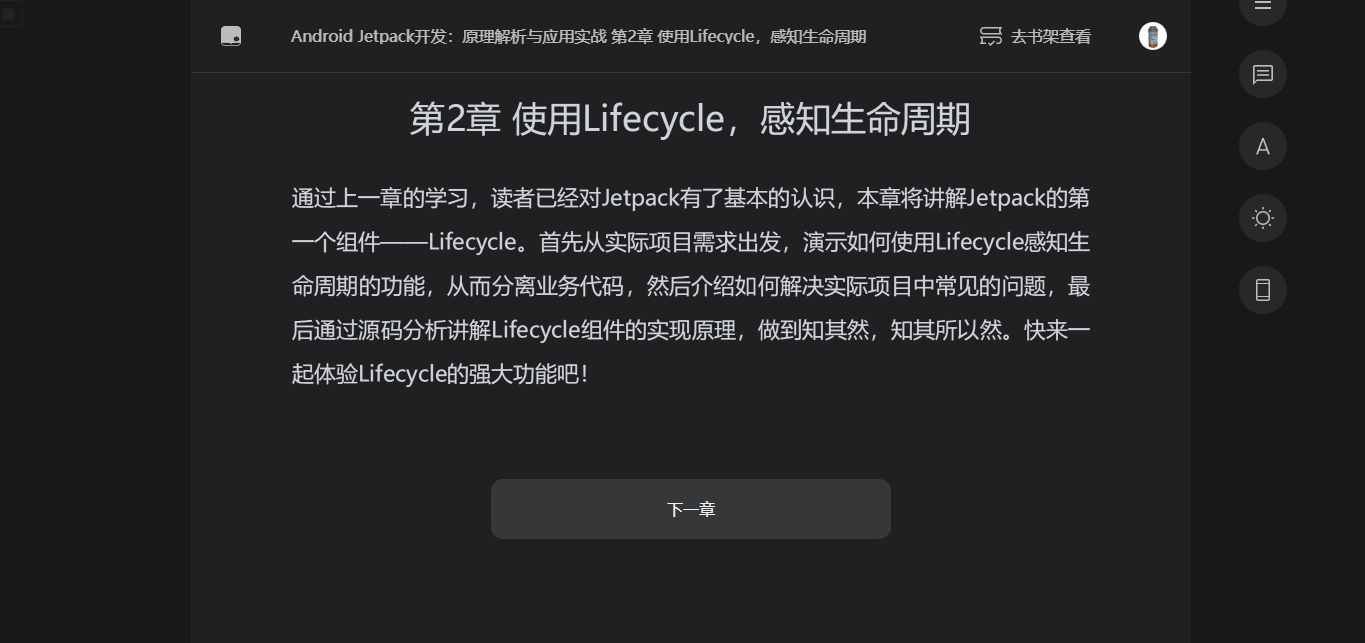 Android Jetpack开发：原理解析与应用实战 第2章 使用Lifecycle，感知生命周期
去书架查看
第2章 使用Lifecycle，感知生命周期
A
通过上一章的学习，读者已经对Jetpack有了基本的认识，本章将讲解Jetpack的第
一个组件——Lifecycle。首先从实际项目需求出发，演示如何使用Lifecycle感知生
命周期的功能，从而分离业务代码，然后介绍如何解决实际项目中常见的问题，最
后通过源码分析讲解Lifecycle组件的实现原理，做到知其然，知其所以然。快来一
起体验Lifecycle的强大功能吧！
下一章